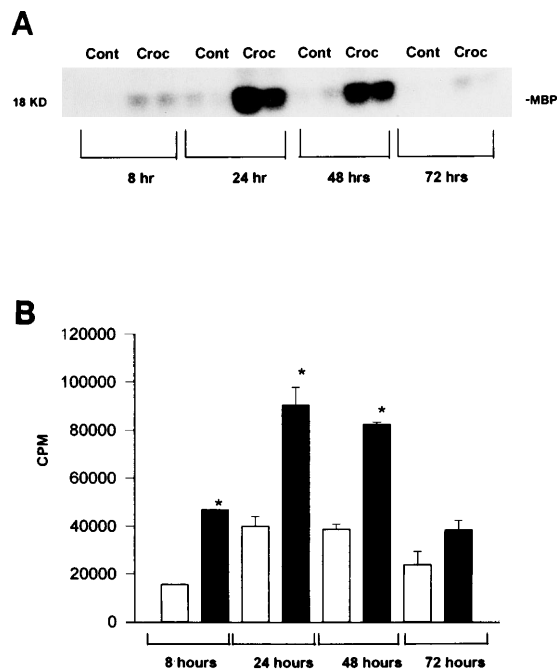 A
Cont Croc Cont Croc Cont Croc Cont Croc
18 KD -MBP
8 hr 24 hr 48 hrs 72 hrs
B
120000
100000
80000
60000
40000
20000
0
CPM
* * *
8 hours 24 hours 48 hours 72 hours